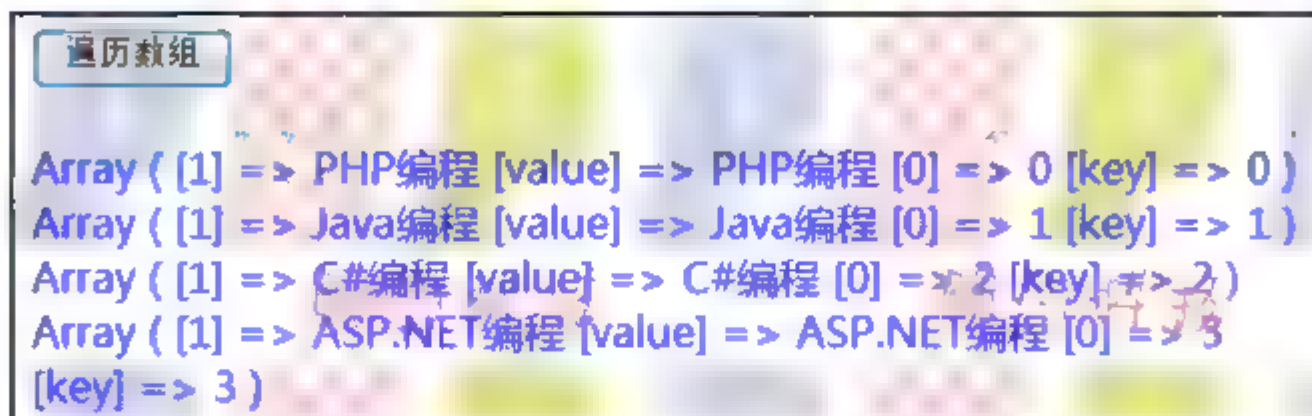 遍历数组
Array ( [1] => PHP编程 [value] => PHP编程 [0] => 0 [key] => 0 )
Array ( [1] => Java编程 [value] => Java编程 [0] => 1 [key] => 1 )
Array ( [1] => C#编程 [value] => C#编程 [0] => 2 [key] => 2 )
Array ( [1] => ASP.NET编程 [value] => ASP.NET编程 [0] => 3
[key] => 3 )